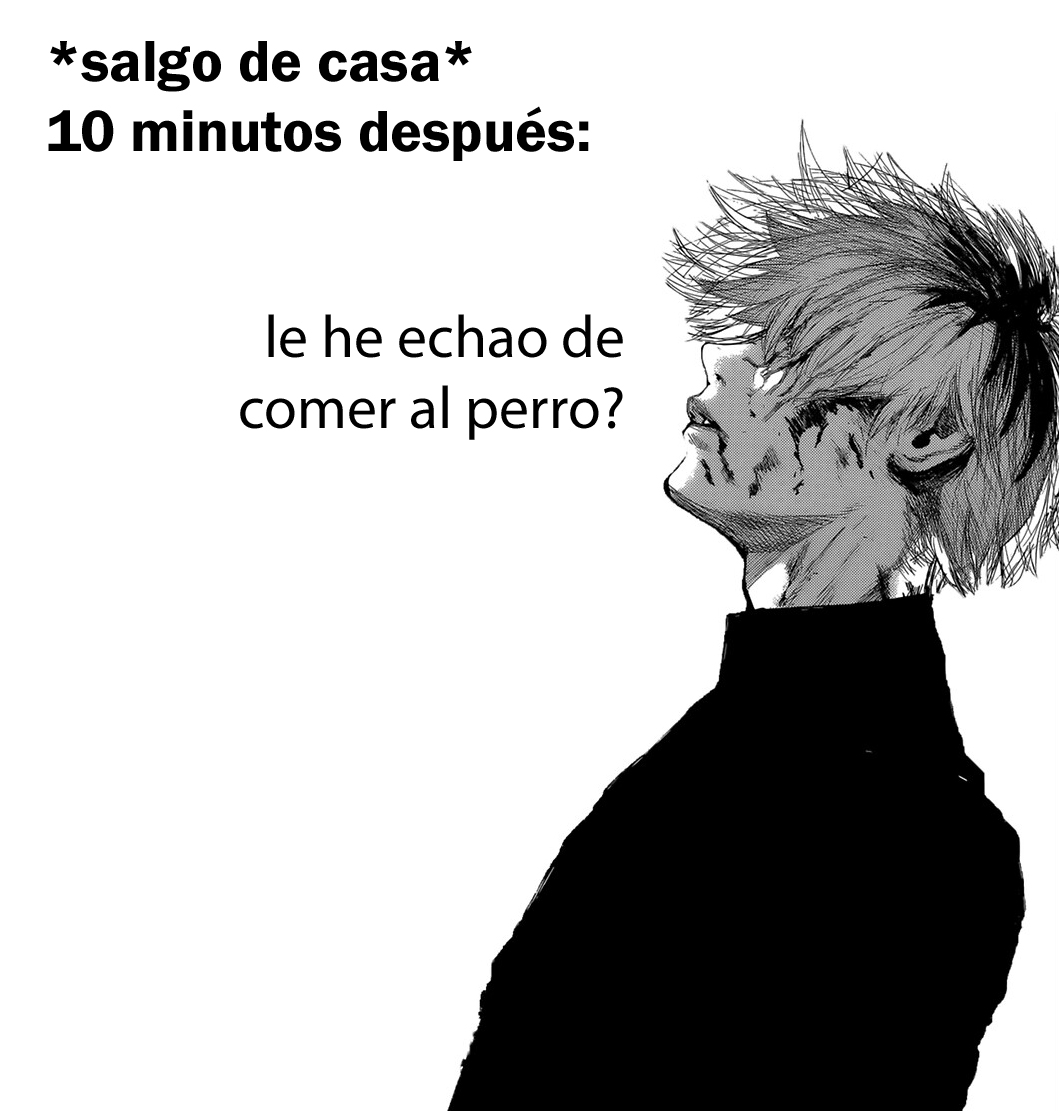 *salgo de casa*
10 minutos después:
le he echao de
comer al perro?